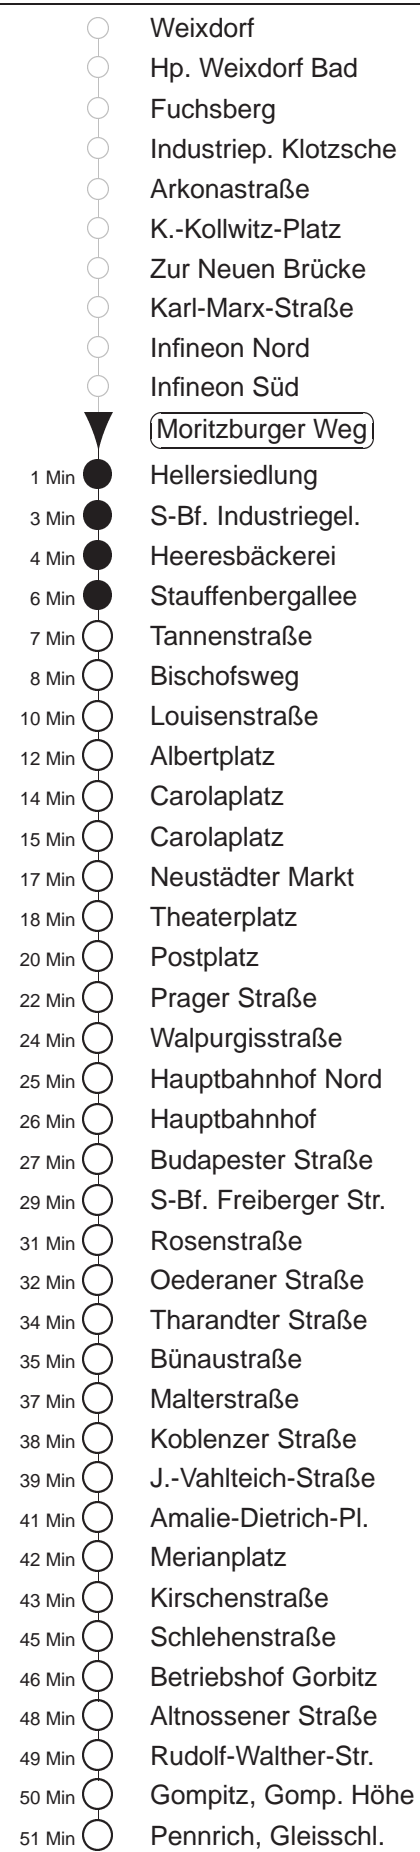 Weixdorf
Hp. Weixdorf Bad
Fuchsberg
Industriep. Klotzsche
Arkonastraße
K.-Kollwitz-Platz
Zur Neuen Brücke
Karl-Marx-Straße
Infineon Nord
Infineon Süd
Moritzburger Weg
1 Min Hellersiedlung
3 Min S-Bf. Industriegel.
4 Min Heeresbäckerei
6 Min Stauffenbergallee
7 Min Tannenstraße
8 Min Bischofsweg
10 Min Louisenstraße
12 Min Albertplatz
14 Min Carolaplatz
15 Min Carolaplatz
17 Min Neustädter Markt
18 Min Theaterplatz
20 Min Postplatz
22 Min Prager Straße
24 Min Walpurgisstraße
25 Min Hauptbahnhof Nord
26 Min Hauptbahnhof
27 Min Budapester Straße
29 Min S-Bf. Freiberger Str.
31 Min Rosenstraße
32 Min Oederaner Straße
34 Min Tharandter Straße
35 Min Bünaustraße
37 Min Malterstraße
38 Min Koblenzer Straße
39 Min J.-Vahlteich-Straße
41 Min Amalie-Dietrich-Pl.
42 Min Merianplatz
43 Min Kirschenstraße
45 Min Schlehenstraße
46 Min Betriebshof Gorbitz
48 Min Altnossener Straße
49 Min Rudolf-Walther-Str.
50 Min Gompitz, Gomp. Höhe
51 Min Pennrich, Gleisschl.